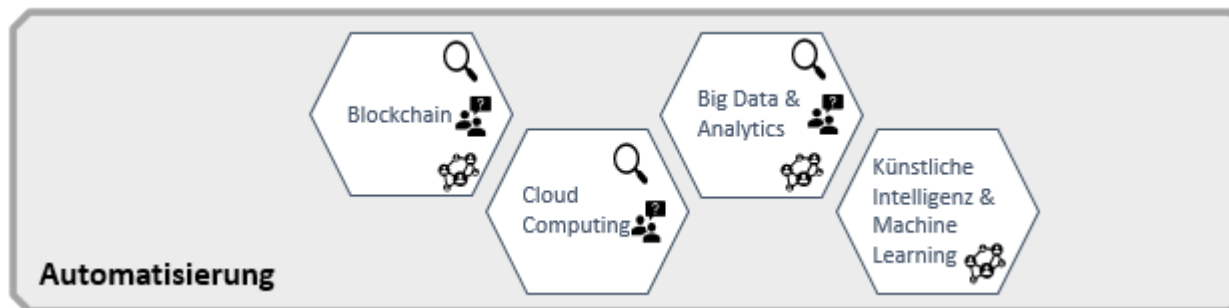 Blockchain
?
Cloud
Computing
?
Big Data &
Analytics
?
Künstliche
Intelligenz &
Machine
Learning
Automatisierung